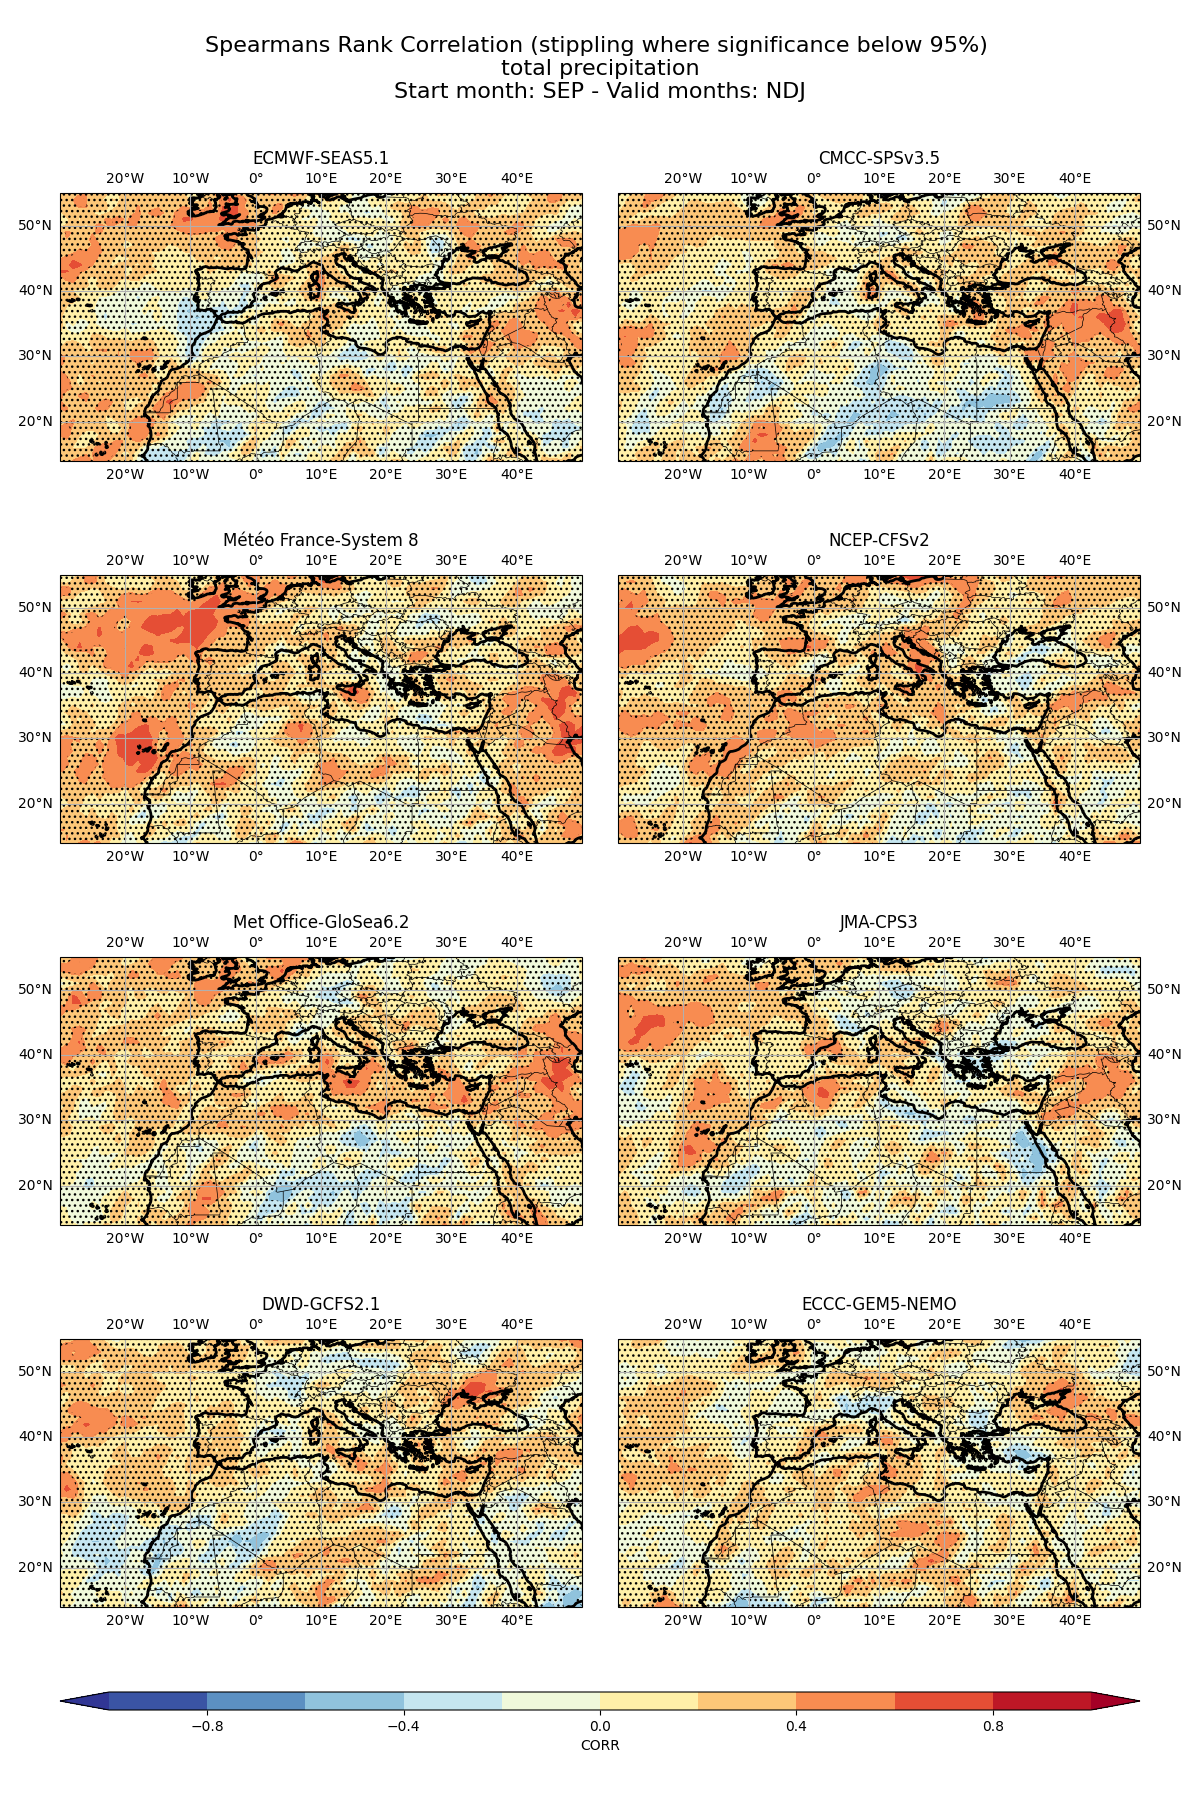 Spearmans Rank Correlation (stippling where significance below 95%)
total precipitation
Start month: SEP - Valid months: NDJ
ECMWF-SEAS5.1
20°W 10°W 0° 10°E 20°E 30°E 40°E
50°N
40°N
30°N
20°N
20°W 10°W 0° 10°E 20°E 30°E 40°E
CMCC-SPSv3.5
20°W 10°W 0° 10°E 20°E 30°E 40°E
50°N
40°N
30°N
20°N
20°W 10°W 0° 10°E 20°E 30°E 40°E
Météo France-System 8
20°W 10°W 0° 10°E 20°E 30°E 40°E
50°N
40°N
30°N
20°N
20°W 10°W 0° 10°E 20°E 30°E 40°E
NCEP-CFSv2
20°W 10°W 0° 10°E 20°E 30°E 40°E
50°N
40°N
30°N
20°N
20°W 10°W 0° 10°E 20°E 30°E 40°E
Met Office-GloSea6.2
20°W 10°W 0° 10°E 20°E 30°E 40°E
50°N
40°N
30°N
20°N
20°W 10°W 0° 10°E 20°E 30°E 40°E
JMA-CPS3
20°W 10°W 0° 10°E 20°E 30°E 40°E
50°N
40°N
30°N
20°N
20°W 10°W 0° 10°E 20°E 30°E 40°E
DWD-GCFS2.1
20°W 10°W 0° 10°E 20°E 30°E 40°E
50°N
40°N
30°N
20°N
20°W 10°W 0° 10°E 20°E 30°E 40°E
ECCC-GEM5-NEMO
20°W 10°W 0° 10°E 20°E 30°E 40°E
50°N
40°N
30°N
20°N
20°W 10°W 0° 10°E 20°E 30°E 40°E
−0.8 −0.4 0.0 0.4 0.8
CORR